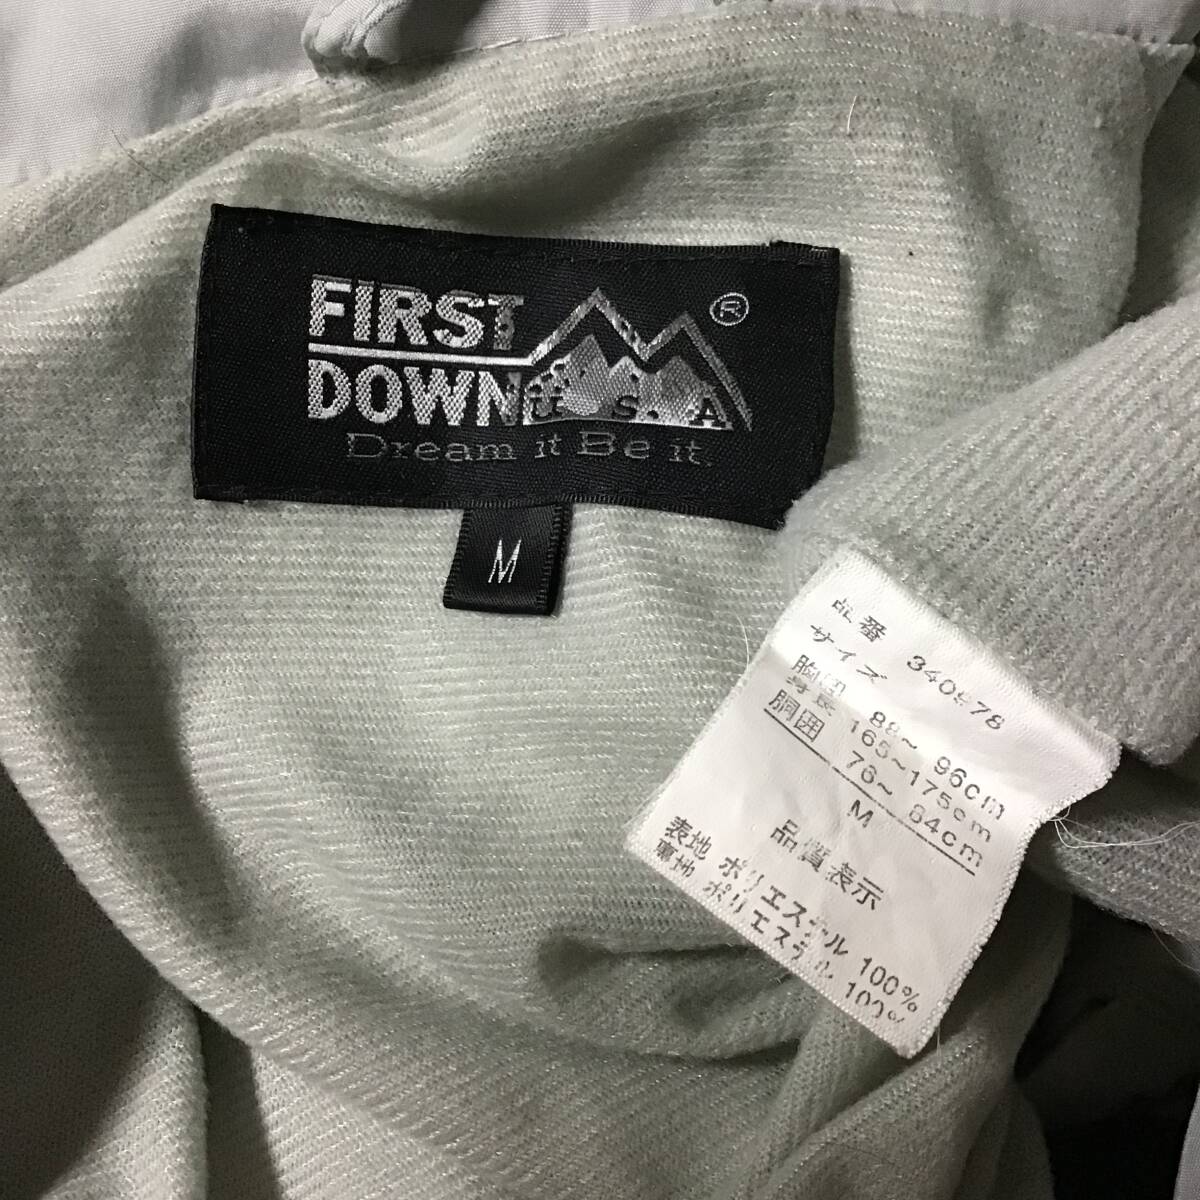 FIRST
DOWN U.S.A
®
Dream it Be it.
M
品番 340978
サイズ
胸囲 88~ 96cm
身長 165~175cm
胴囲 76~ 84cm
M
品質表示
表地 ポリエステル 100%
裏地 ポリエステル 100%